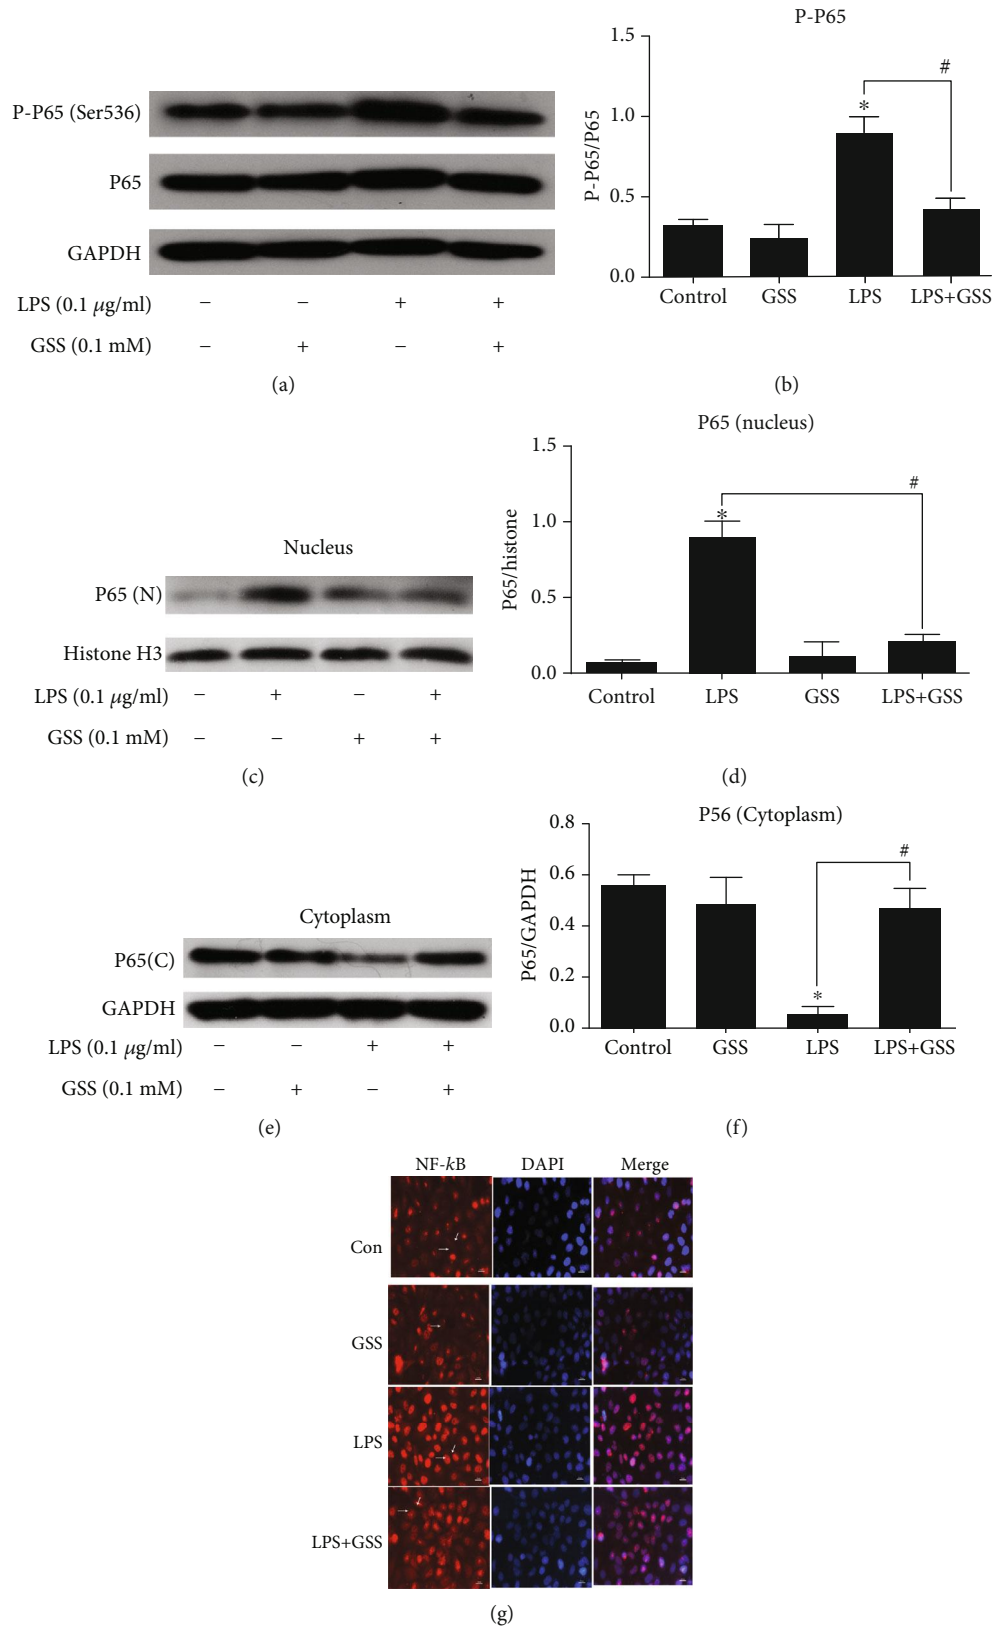 P-P65 (Ser536)
P65
GAPDH
LPS (0.1 μg/ml) − − + +
GSS (0.1 mM) − + − +
(a)
P-P65
P-P65/P65
1.5
1.0
0.5
0.0
*
#
Control GSS LPS LPS+GSS
(b)
Nucleus
P65 (N)
Histone H3
LPS (0.1 μg/ml) − + − +
GSS (0.1 mM) − − + +
(c)
P65 (nucleus)
P65/histone
1.5
1.0
0.5
0.0
*
#
Control LPS GSS LPS+GSS
(d)
Cytoplasm
P65(C)
GAPDH
LPS (0.1 μg/ml) − − + +
GSS (0.1 mM) − + − +
(e)
P56 (Cytoplasm)
P65/GAPDH
0.8
0.6
0.4
0.2
0.0
*
#
Control GSS LPS LPS+GSS
(f)
NF-kB DAPI Merge
Con
GSS
LPS
LPS+GSS
(g)